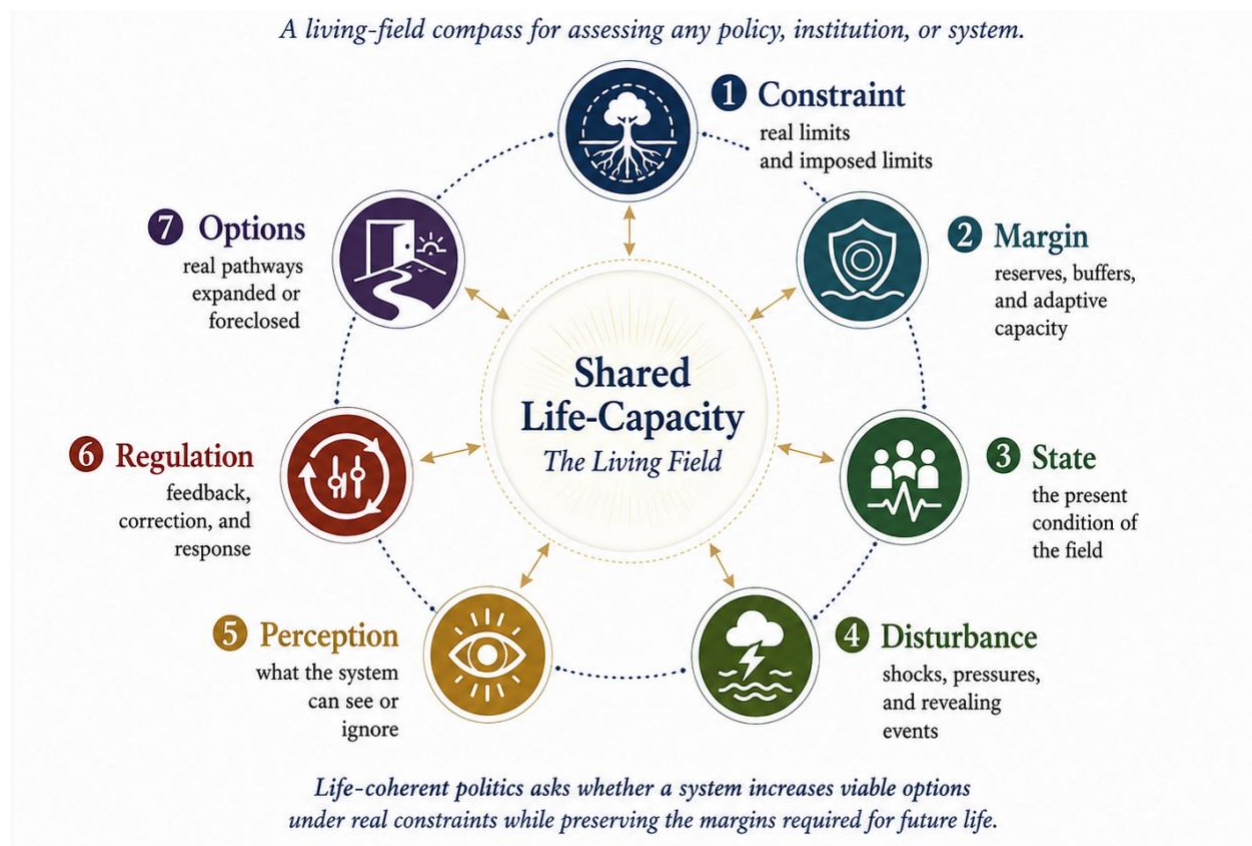 A living-field compass for assessing any policy, institution, or system.
1 Constraint
real limits
and imposed limits
2 Margin
reserves, buffers,
and adaptive
capacity
3 State
the present
condition of
the field
4 Disturbance
shocks, pressures,
and revealing
events
5 Perception
what the system
can see or
ignore
6 Regulation
feedback,
correction, and
response
7 Options
real pathways
expanded or
foreclosed
Shared
Life-Capacity
The Living Field
Life-coherent politics asks whether a system increases viable options
under real constraints while preserving the margins required for future life.